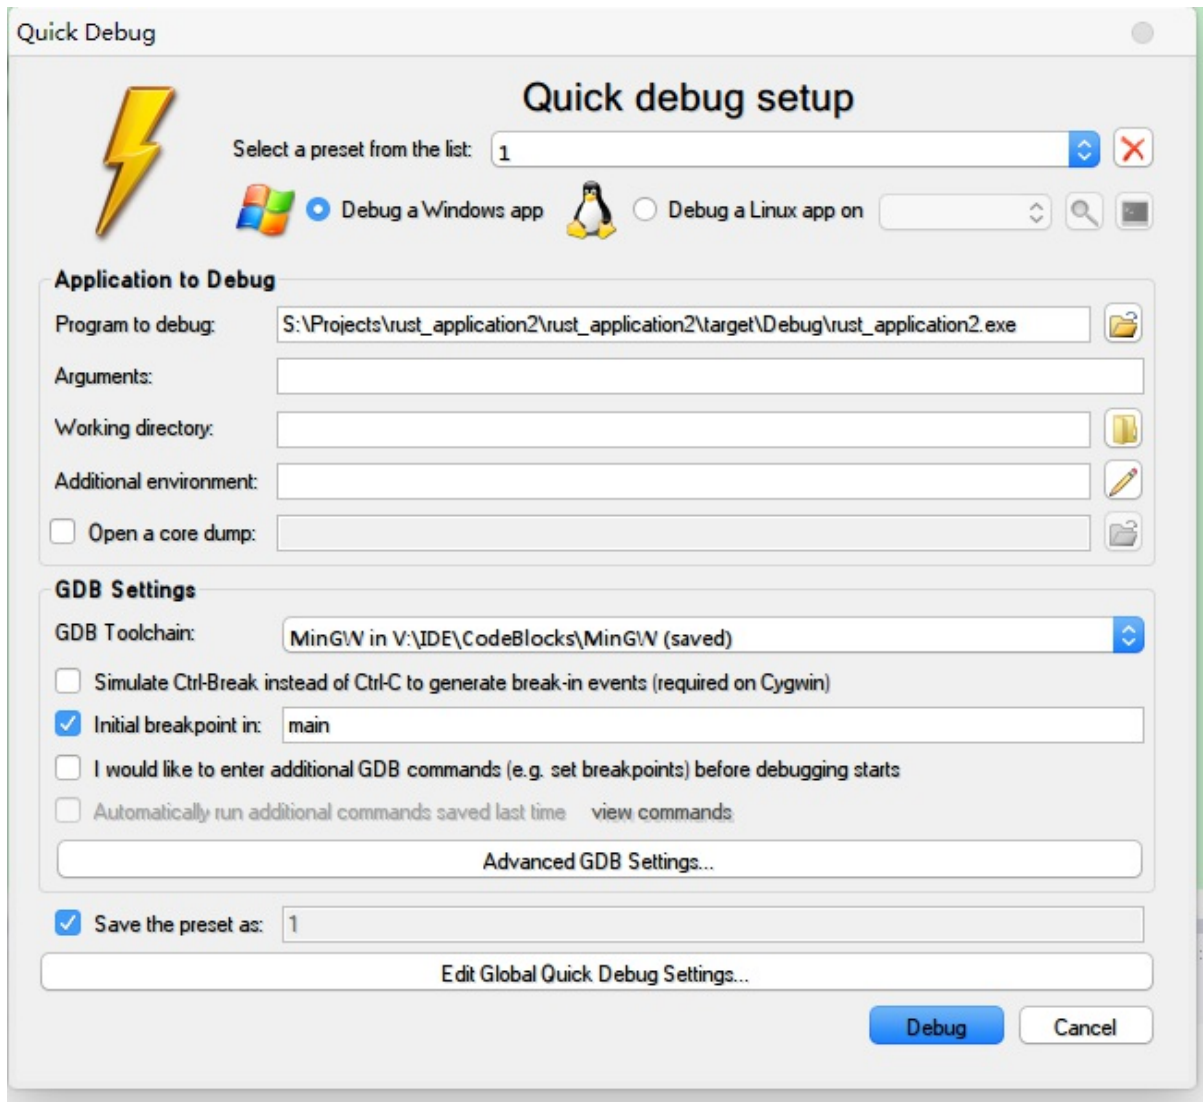 Quick Debug
Quick debug setup
Select a preset from the list: 1
Debug a Windows app Debug a Linux app on
Application to Debug
Program to debug: S:\Projects\rust_application2\rust_application2\target\Debug\rust_application2.exe
Arguments:
Working directory:
Additional environment:
Open a core dump:
GDB Settings
GDB Toolchain: MinGW in V:\IDE\CodeBlocks\MinGW (saved)
Simulate Ctrl-Break instead of Ctrl-C to generate break-in events (required on Cygwin)
Initial breakpoint in: main
I would like to enter additional GDB commands (e.g. set breakpoints) before debugging starts
Automatically run additional commands saved last time view commands
Advanced GDB Settings...
Save the preset as: 1
Edit Global Quick Debug Settings...
Debug Cancel